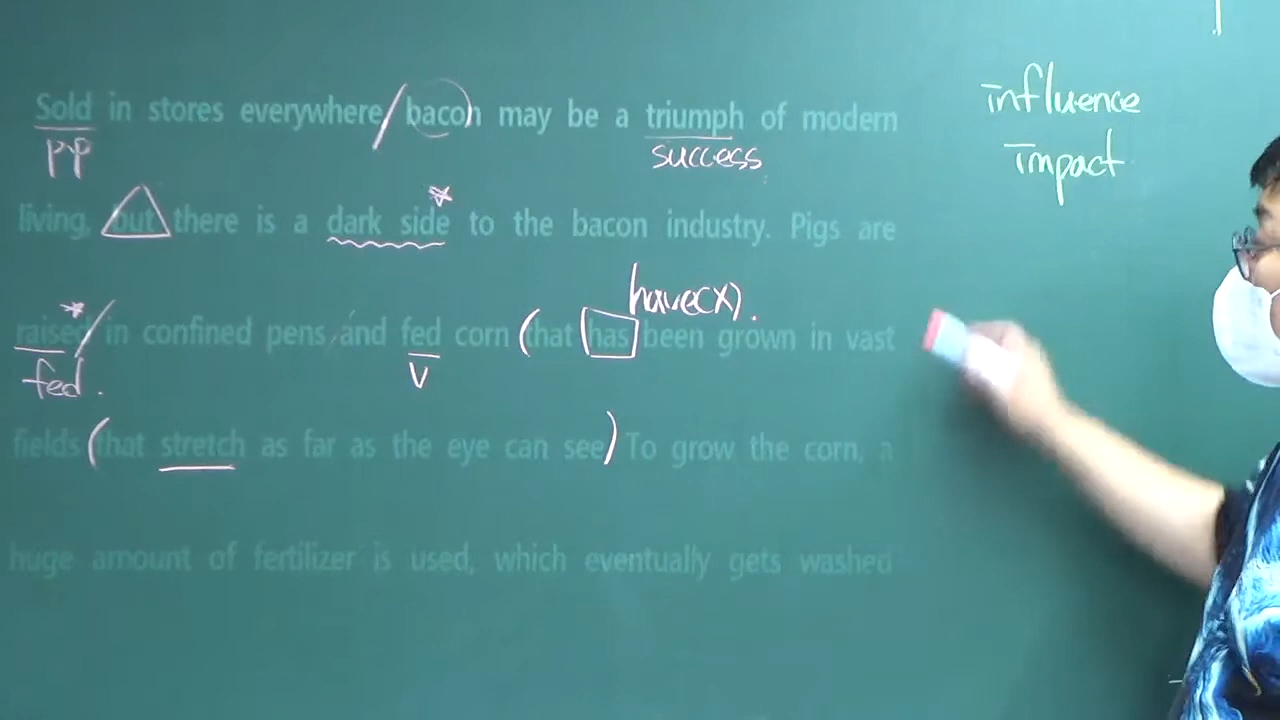 Sold in stores everywhere/bacon may be a triumph of modern
pp
success
living, but there is a dark side to the bacon industry. Pigs are
have(x).
raised in confined pens and fed corn (that has been grown in vast
fed.
v
fields (that stretch as far as the eye can see) To grow the corn, a
huge amount of fertilizer is used, which eventually gets washed
influence
impact